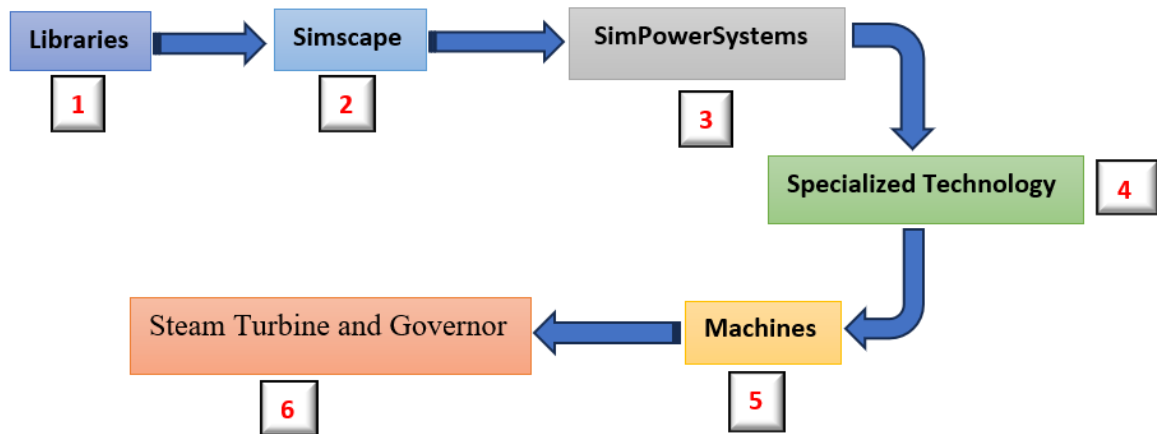 Libraries
1
Simscape
2
SimPowerSystems
3
Specialized Technology
4
Machines
5
Steam Turbine and Governor
6